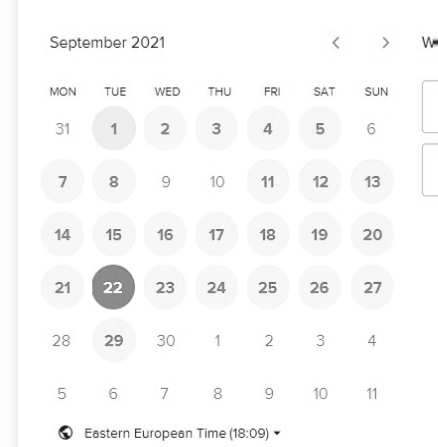 September 2021 < > W
MON TUE WED THU FRI SAT SUN
31 1 2 3 4 5 6
7 8 9 10 11 12 13
14 15 16 17 18 19 20
21 22 23 24 25 26 27
28 29 30 1 2 3 4
5 6 7 8 9 10 11
Eastern European Time (18:09)